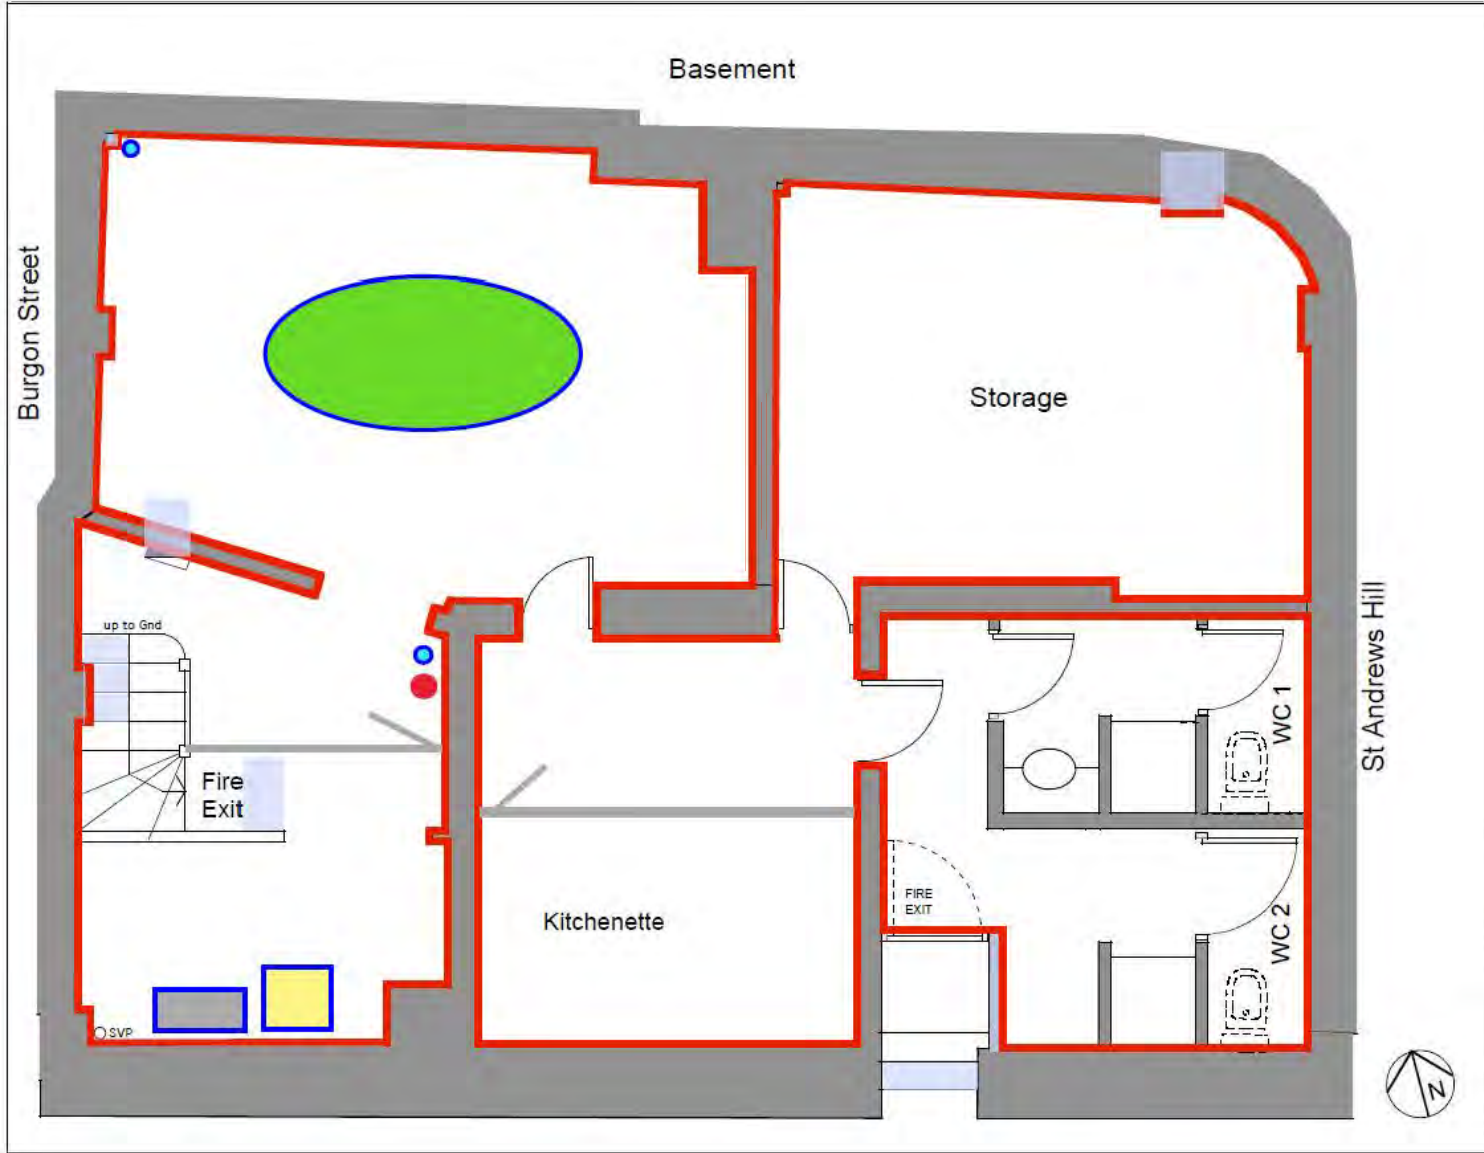 Basement
Burgon Street
Storage
up to Gnd
St Andrews Hill
WC 1
Fire
Exit
FIRE
EXIT
Kitchenette
WC 2
SVP
N